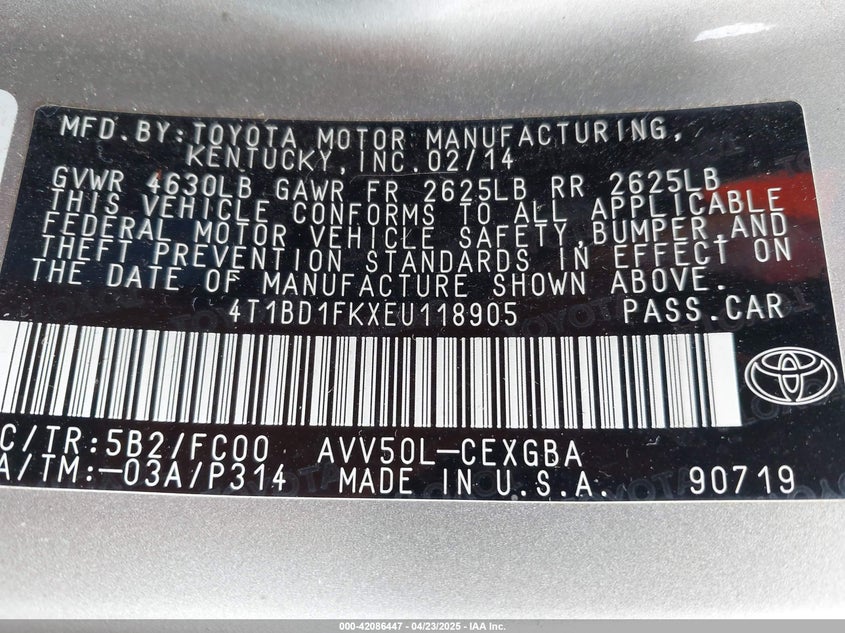 MFD.BY:TOYOTA MOTOR MANUFACTURING,
KENTUCKY,INC.02/14
GVWR 4630LB GAWR FR 2625LB RR 2625LB
THIS VEHICLE CONFORMS TO ALL APPLICABLE
FEDERAL MOTOR VEHICLE SAFETY,BUMPER,AND
THEFT PREVENTION STANDARDS IN EFFECT ON
THE DATE OF MANUFACTURE SHOWN ABOVE.
4T1BD1FKXEU118905 PASS.CAR
C/TR:5B2/FC00 AVV50L-CEXGBA
A/TM:-03A/P314 MADE IN U.S.A. 90719
000-42086447 - 04/23/2025 - IAA Inc.